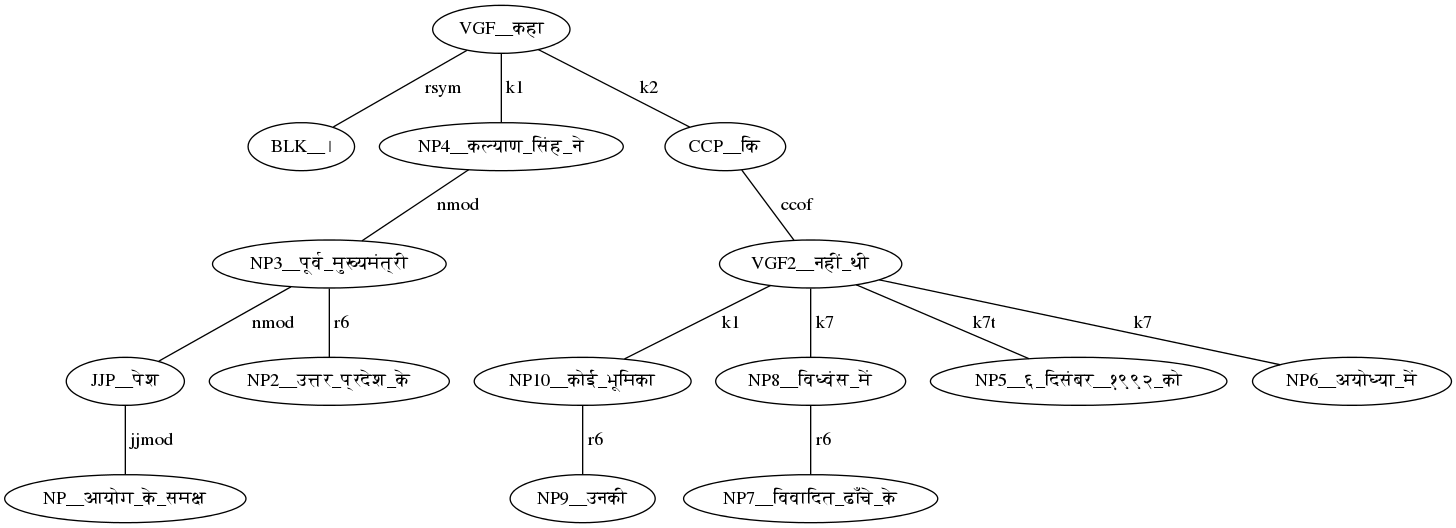 VGF__कहा
rsym k1 k2
BLK__। NP4__कल्याण_सिंह_ने CCP__कि
nmod ccof
NP3__पूर्व_मुख्यमंत्री VGF2__नहीं_थी
nmod r6 k1 k7 k7t k7
JJP__पेश NP2__उत्तर_प्रदेश_के NP10__कोई_भूमिका NP8__विध्वंस_में NP5__६_दिसंबर__१९९२_को NP6__अयोध्या_में
jjmod r6 r6
NP__आयोग_के_समक्ष NP9__उनकी NP7__विवादित_ढाँचे_के